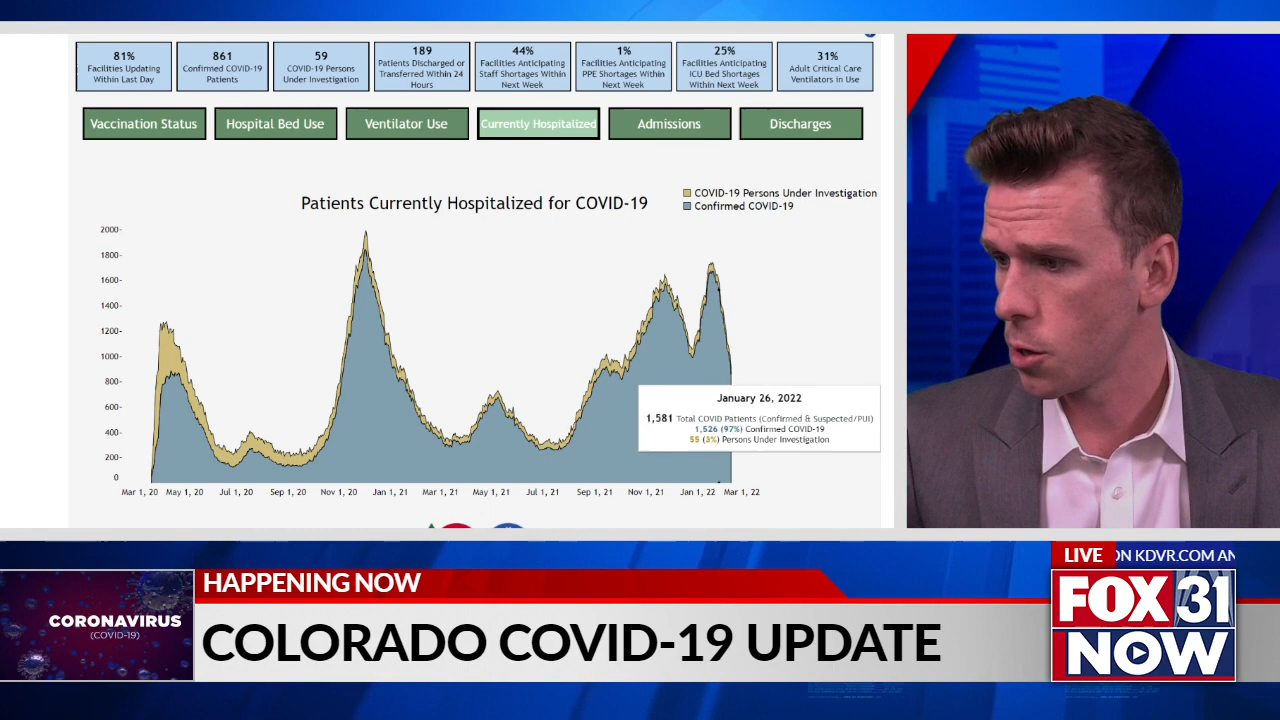 81%
Facilities Updating
Within Last Day
861
Confirmed COVID-19
Patients
59
COVID-19 Persons
Under Investigation
189
Patients Discharged or
Transferred Within 24
Hours
44%
Facilities Anticipating
Staff Shortages Within
Next Week
1%
Facilities Anticipating
PPE Shortages Within
Next Week
25%
Facilities Anticipating
ICU Bed Shortages
Within Next Week
31%
Adult Critical Care
Ventilators in Use
Vaccination Status
Hospital Bed Use
Ventilator Use
Currently Hospitalized
Admissions
Discharges
Patients Currently Hospitalized for COVID-19
COVID-19 Persons Under Investigation
Confirmed COVID-19
2000
1800
1600
1400
1200
1000
800
600
400
200
0
January 26, 2022
1,581 Total COVID Patients (Confirmed & Suspected/PUI)
1,526 (97%) Confirmed COVID-19
55 (3%) Persons Under Investigation
Mar 1, 20 May 1, 20 Jul 1, 20 Sep 1, 20 Nov 1, 20 Jan 1, 21 Mar 1, 21 May 1, 21 Jul 1, 21 Sep 1, 21 Nov 1, 21 Jan 1, 22 Mar 1, 22
LIVE ON KDVR.COM AN
HAPPENING NOW
CORONAVIRUS
(COVID-19)
COLORADO COVID-19 UPDATE
FOX 31
NOW